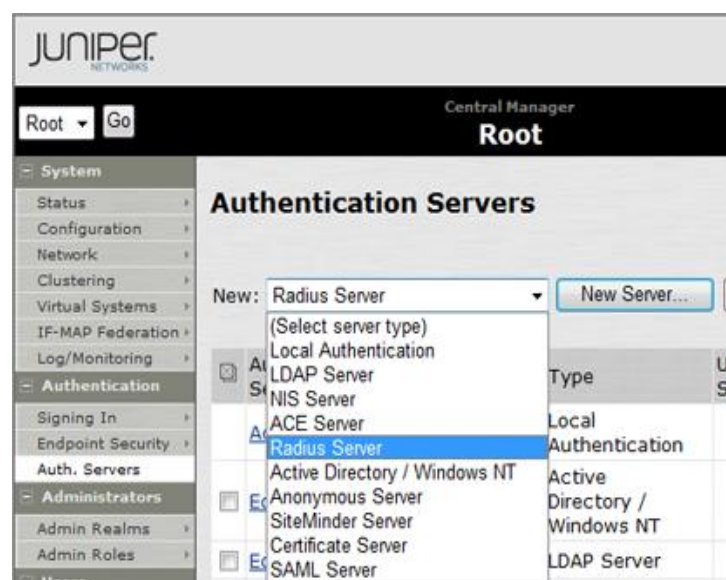 JUNIPER
NETWORKS
Root
Go
Central Manager
Root
System
Status
Configuration
Network
Clustering
Virtual Systems
IF-MAP Federation
Log/Monitoring
Authentication
Signing In
Endpoint Security
Auth. Servers
Administrators
Admin Realms
Admin Roles
Authentication Servers
New: Radius Server
New Server...
(Select server type)
Local Authentication
LDAP Server
NIS Server
ACE Server
Radius Server
Active Directory / Windows NT
Anonymous Server
SiteMinder Server
Certificate Server
SAML Server
Type
Local
Authentication
Active
Directory /
Windows NT
LDAP Server